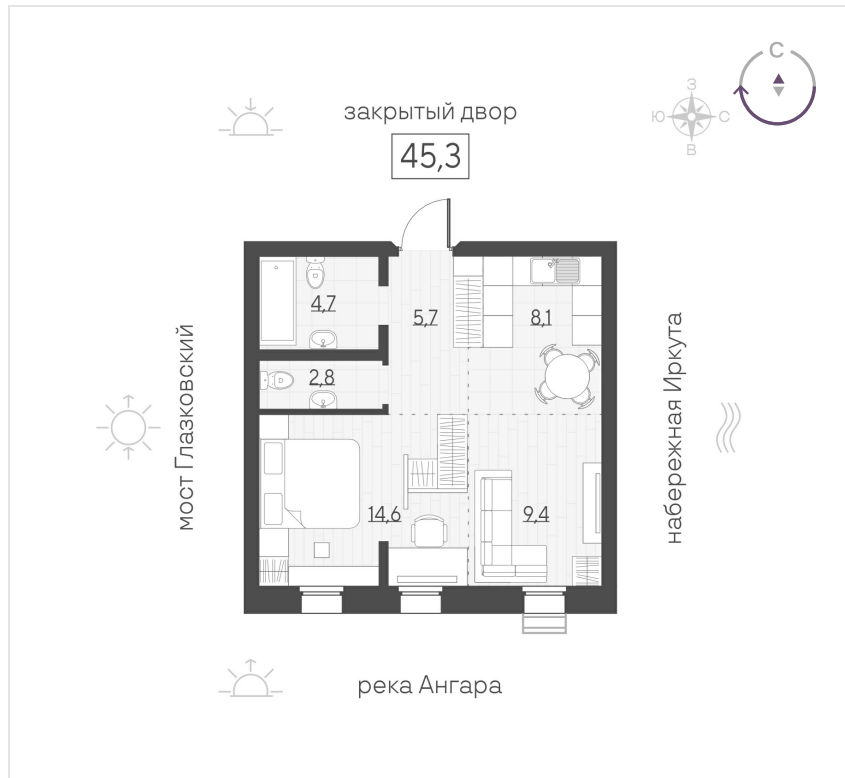 С
закрытый двор
З
Ю
С
В
45,3
4,7
5,7
8,1
2,8
мост Глазковский
набережная Иркута
14,6
9,4
река Ангара